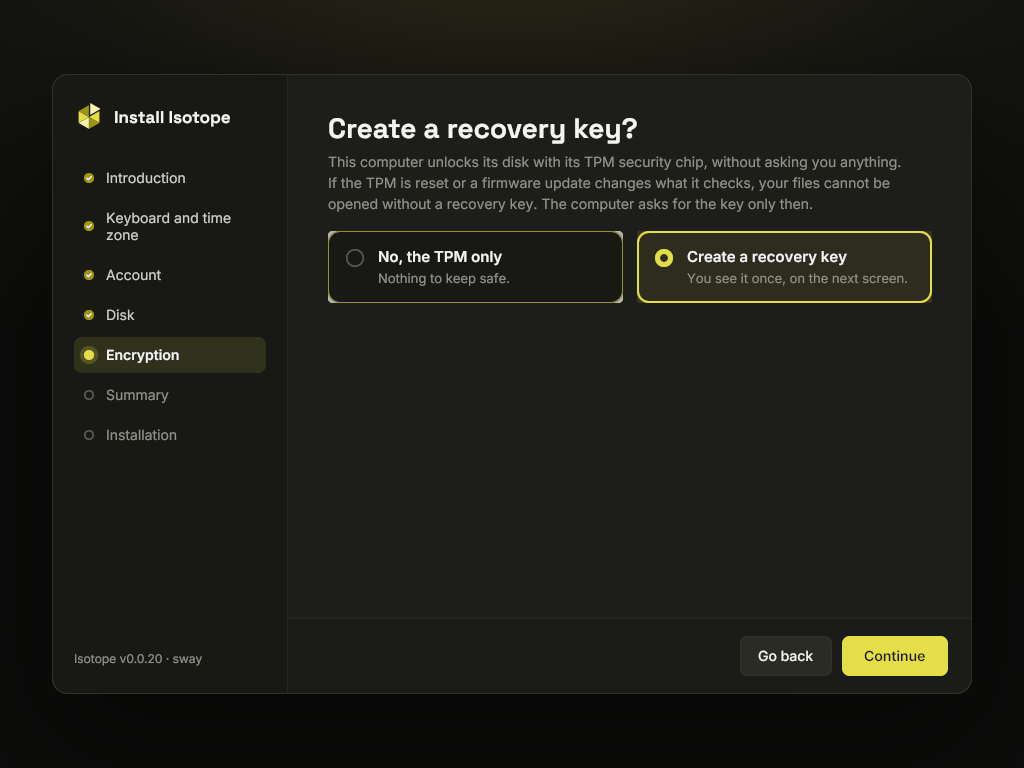 Install Isotope
Introduction
Keyboard and time
zone
Account
Disk
Encryption
Summary
Installation
Isotope v0.0.20 · sway
Create a recovery key?
This computer unlocks its disk with its TPM security chip, without asking you anything.
If the TPM is reset or a firmware update changes what it checks, your files cannot be
opened without a recovery key. The computer asks for the key only then.
No, the TPM only
Nothing to keep safe.
Create a recovery key
You see it once, on the next screen.
Go back
Continue